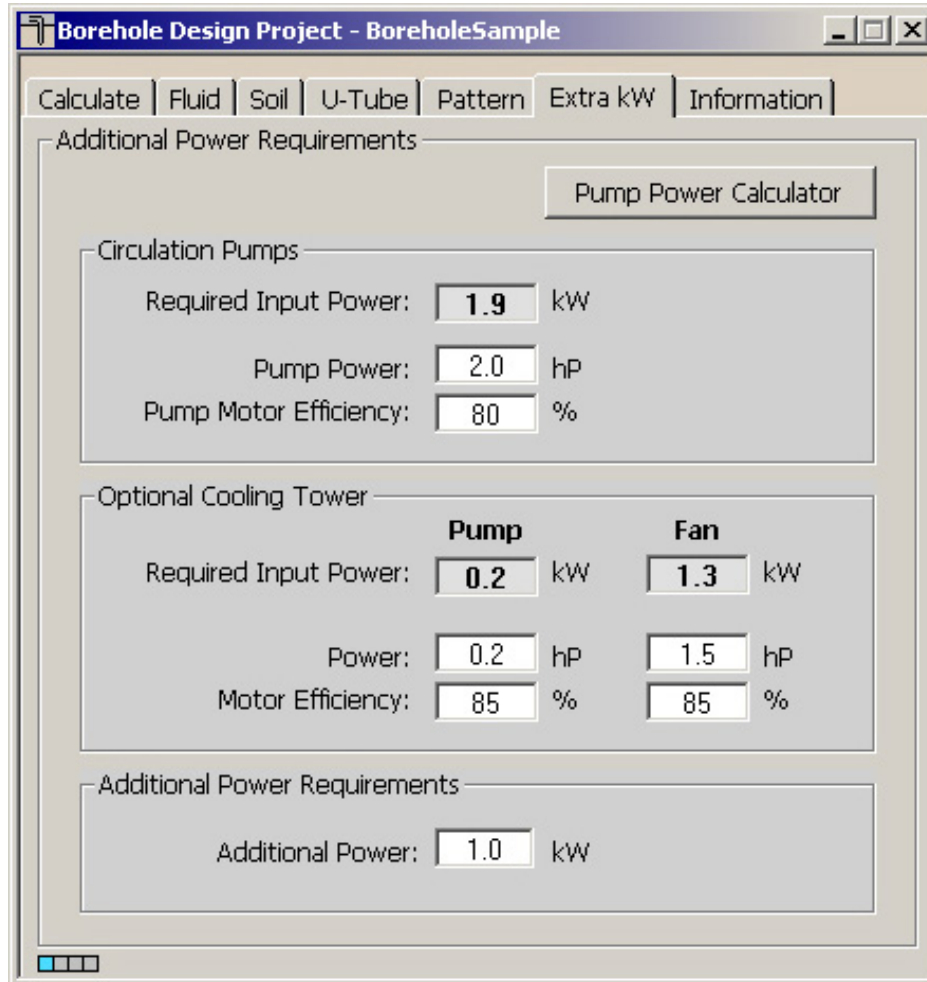 Borehole Design Project - BoreholeSample
Calculate Fluid Soil U-Tube Pattern Extra kW Information
Additional Power Requirements
Pump Power Calculator
Circulation Pumps
Required Input Power: 1.9 kW
Pump Power: 2.0 hP
Pump Motor Efficiency: 80 %
Optional Cooling Tower
Pump Fan
Required Input Power: 0.2 kW 1.3 kW
Power: 0.2 hP 1.5 hP
Motor Efficiency: 85 % 85 %
Additional Power Requirements
Additional Power: 1.0 kW